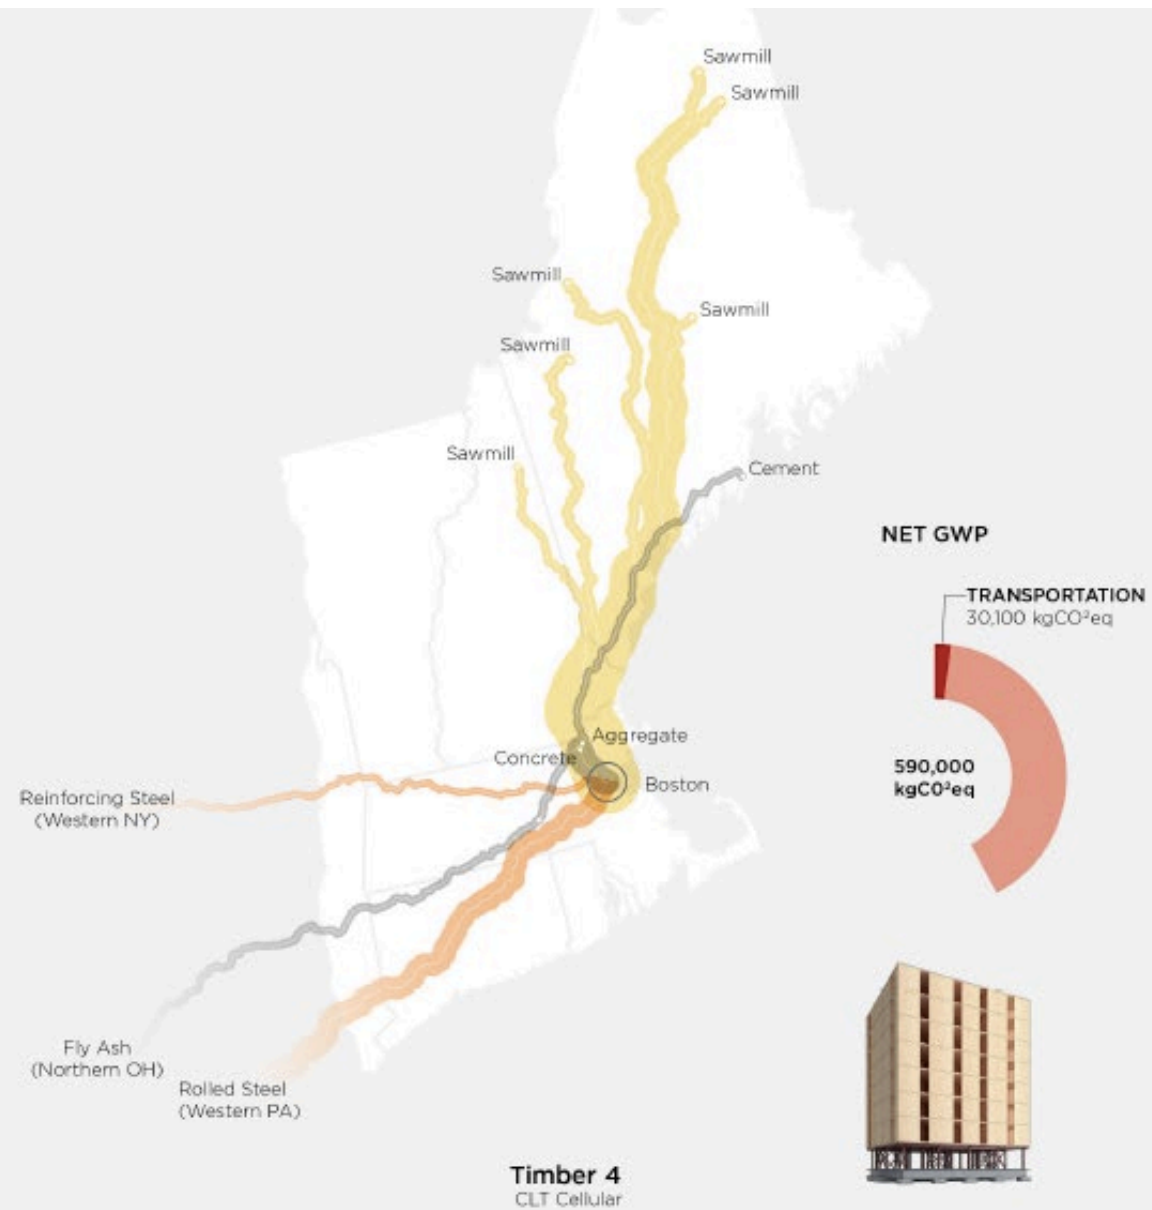 Sawmill
Sawmill
Sawmill
Sawmill
Sawmill
Sawmill
Cement
NET GWP
TRANSPORTATION
30,100 kgCO²eq
590,000
kgC0²eq
Aggregate
Concrete
Boston
Reinforcing Steel
(Western NY)
Fly Ash
(Northern OH)
Rolled Steel
(Western PA)
Timber 4
CLT Cellular